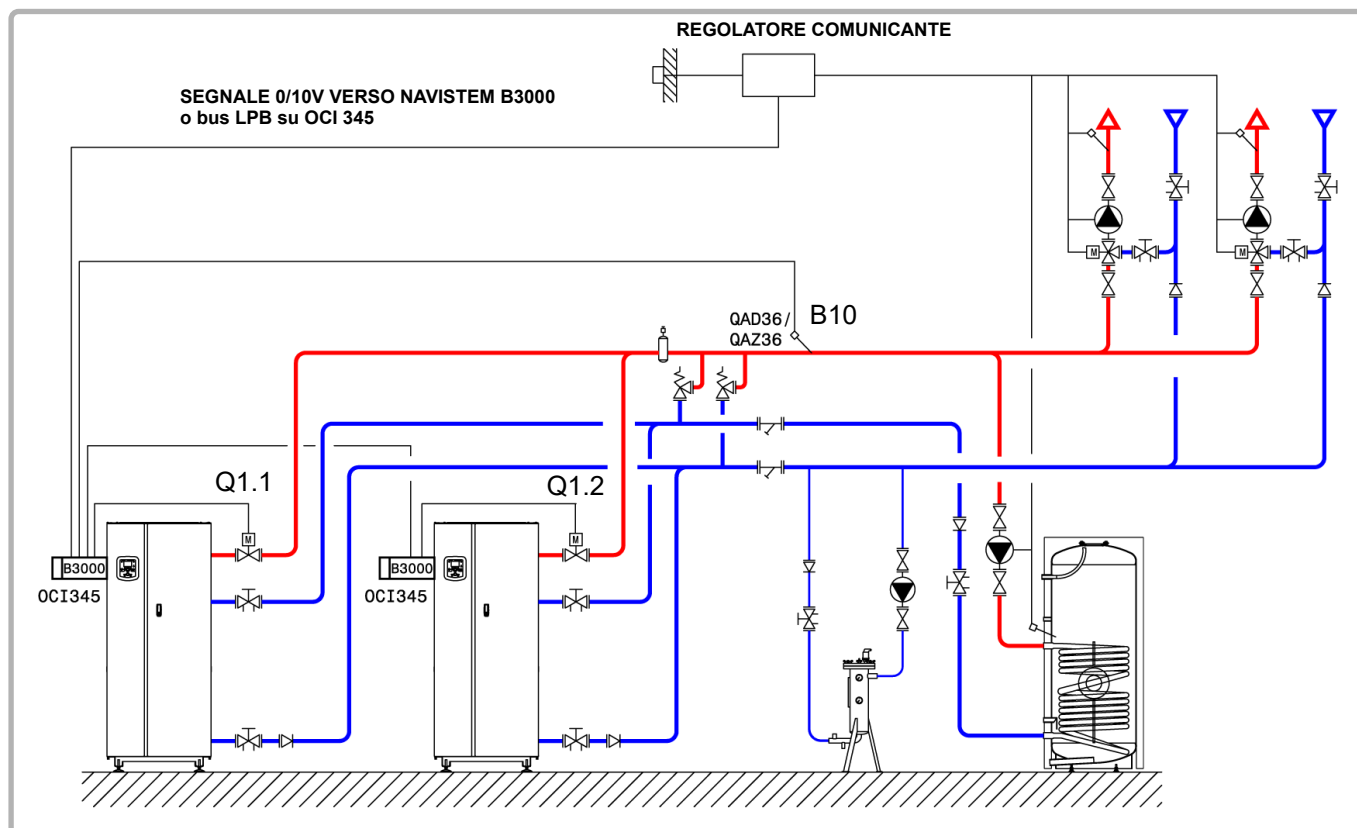 REGOLATORE COMUNICANTE
SEGNALE 0/10V VERSO NAVISTEM B3000
o bus LPB su OCI 345
M
M
QAD36/
QAZ36
B10
Q1.1
Q1.2
M
M
B3000
OCI345
B3000
OCI345